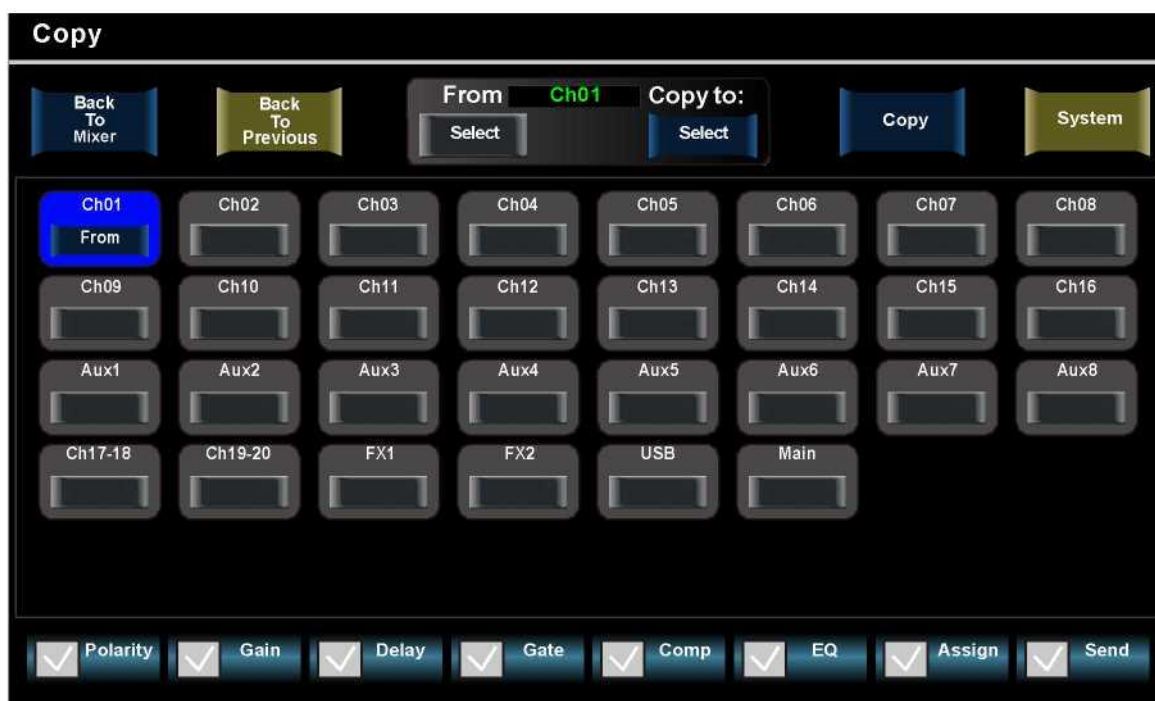 Copy
Back
To
Mixer
Back
To
Previous
From Ch01 Copy to:
Select Select
Copy
System
Ch01 Ch02 Ch03 Ch04 Ch05 Ch06 Ch07 Ch08
From
Ch09 Ch10 Ch11 Ch12 Ch13 Ch14 Ch15 Ch16
Aux1 Aux2 Aux3 Aux4 Aux5 Aux6 Aux7 Aux8
Ch17-18 Ch19-20 FX1 FX2 USB Main
Polarity Gain Delay Gate Comp EQ Assign Send